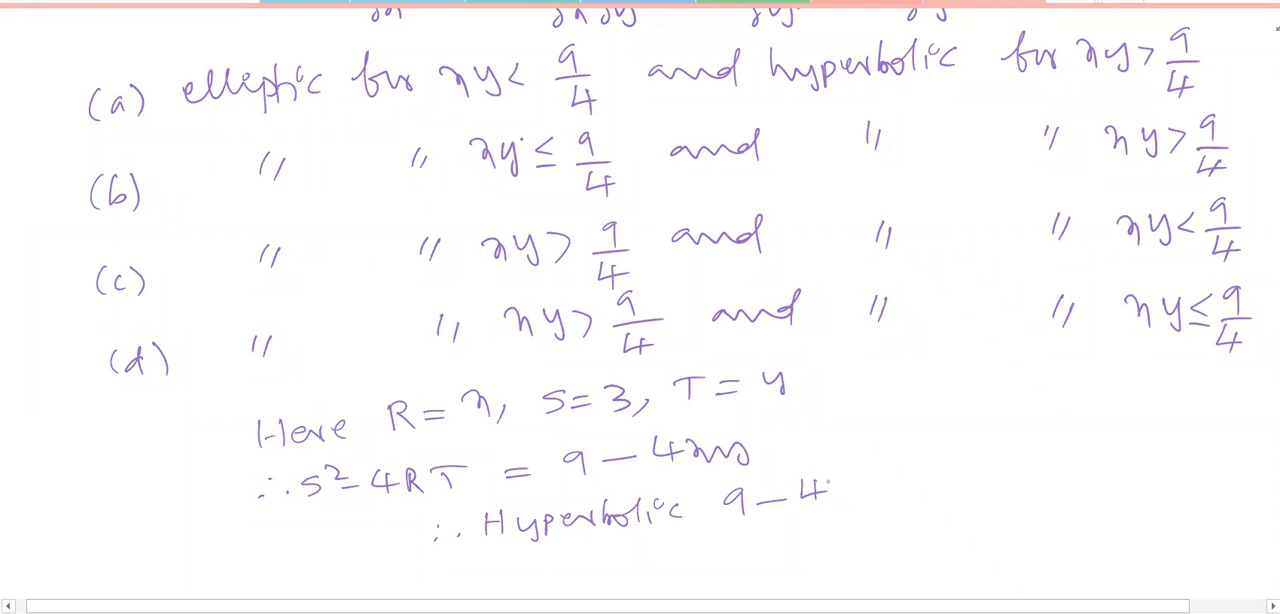 (a) elliptic for xy < 9/4 and hyperbolic for xy > 9/4
(b) " " xy ≤ 9/4 and " " xy > 9/4
(c) " " xy > 9/4 and " " xy < 9/4
(d) " " xy > 9/4 and " " xy ≤ 9/4
Here R = x, S = 3, T = y
∴ S² - 4RT = 9 - 4xy
∴ Hyperbolic 9 - 4